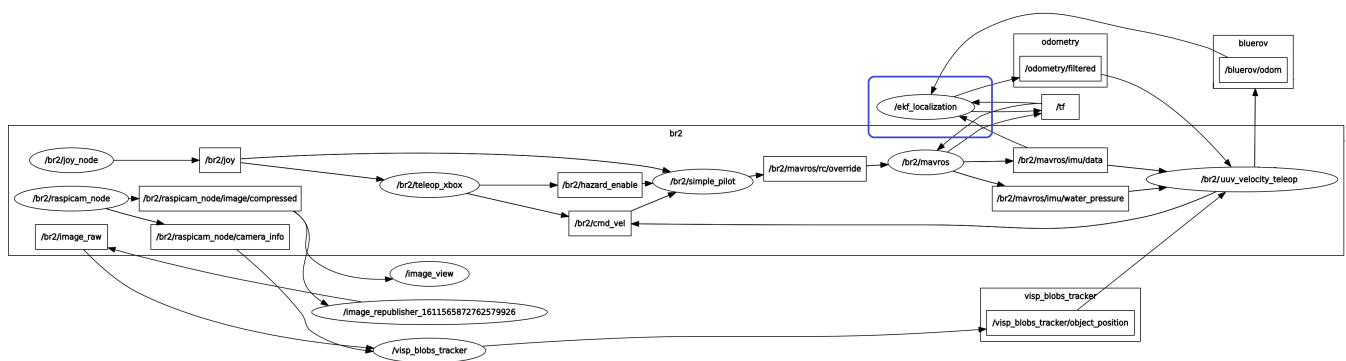 odometry
bluerov
/odometry/filtered
/bluerov/odom
/ekf_localization
/tf
br2
/br2/joy_node
/br2/joy
/br2/mavros
/br2/mavros/imu/data
/br2/mavros/rc/override
/br2/teleop_xbox
/br2/hazard_enable
/br2/simple_pilot
/br2/uuv_velocity_teleop
/br2/raspicam_node
/br2/raspicam_node/image/compressed
/br2/mavros/imu/water_pressure
/br2/cmd_vel
/br2/image_raw
/br2/raspicam_node/camera_info
/image_view
visp_blobs_tracker
/image_republisher_1611565872762579926
/visp_blobs_tracker/object_position
/visp_blobs_tracker